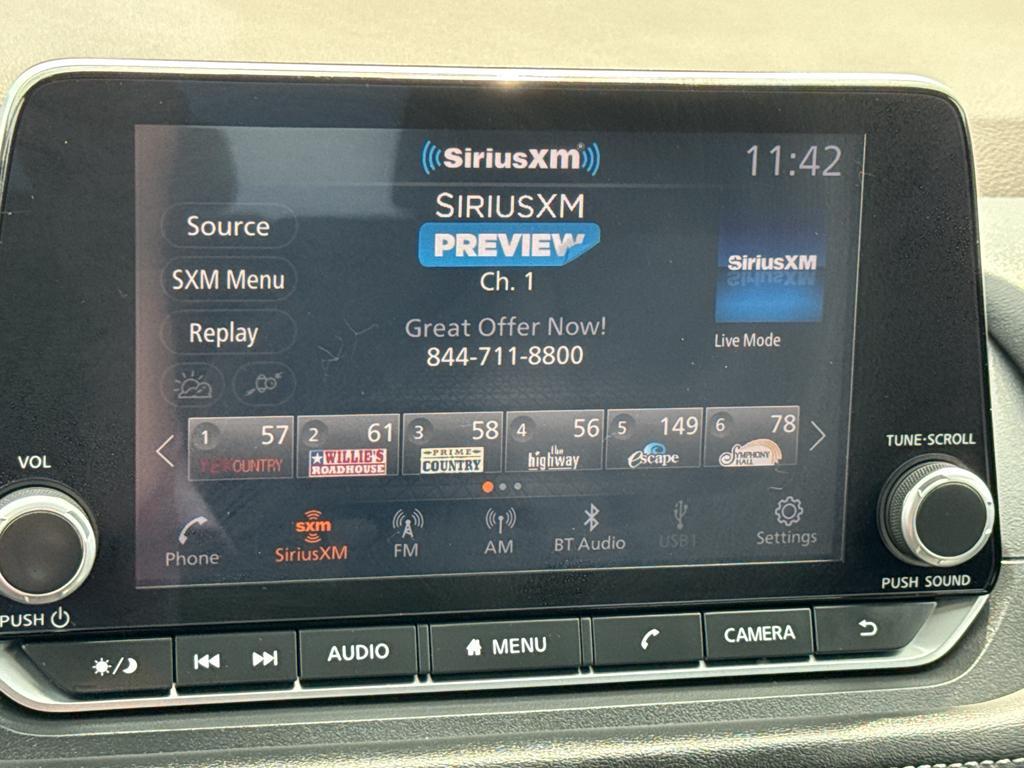 SiriusXM
11:42
SIRIUSXM
PREVIEW
Ch. 1
Great Offer Now!
844-711-8800
Source
SXM Menu
Replay
SiriusXM
Live Mode
1 57
COUNTRY
2 61
WILLIE'S
ROADHOUSE
3 58
PRIME
COUNTRY
4 56
the
highway
5 149
escape
6 78
SYMPHONY
HALL
Phone
sxm
SiriusXM
FM
AM
BT Audio
USB1
Settings
VOL
PUSH
TUNE·SCROLL
PUSH SOUND
AUDIO
MENU
CAMERA